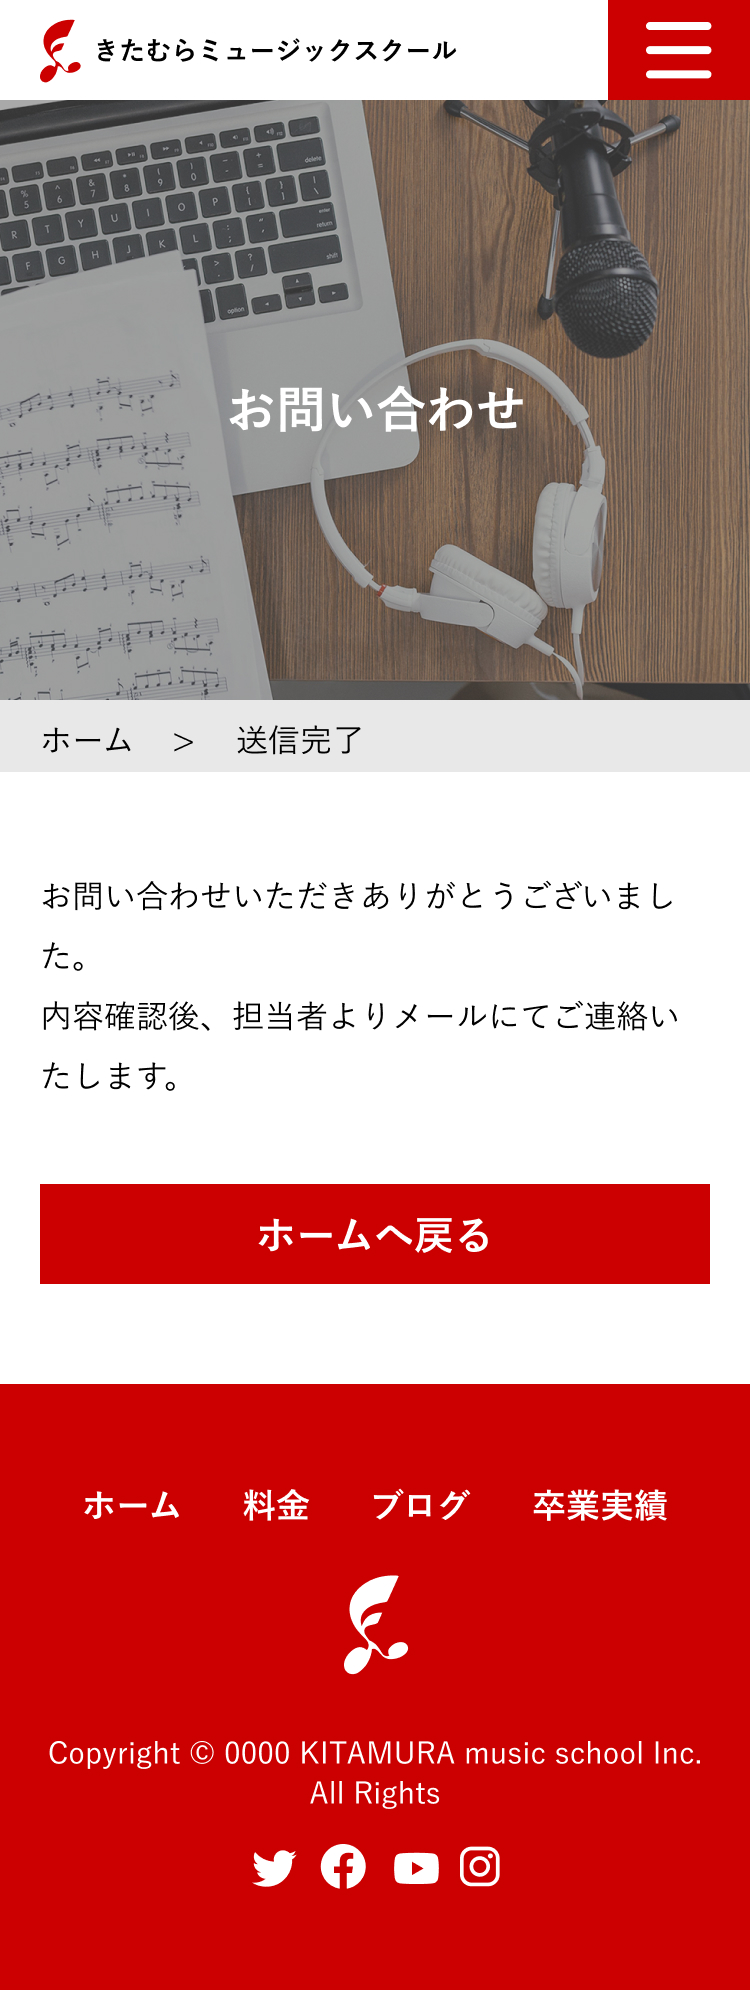 きたむらミュージックスクール
delete
return
shift
option
お問い合わせ
ホーム > 送信完了
お問い合わせいただきありがとうございまし
た。
内容確認後、担当者よりメールにてご連絡い
たします。
ホームへ戻る
ホーム 料金 ブログ 卒業実績
Copyright © 0000 KITAMURA music school Inc.
All Rights